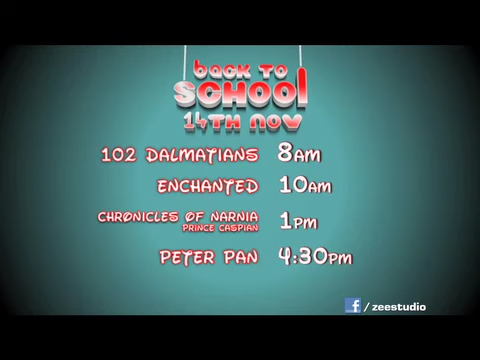 BACK TO
SCHOOL
14TH NOV
102 DALMATIANS 8AM
ENCHANTED 10AM
CHRONICLES OF NARNIA 1PM
PRINCE CASPIAN
PETER PAN 4:30PM
f / zeestudio